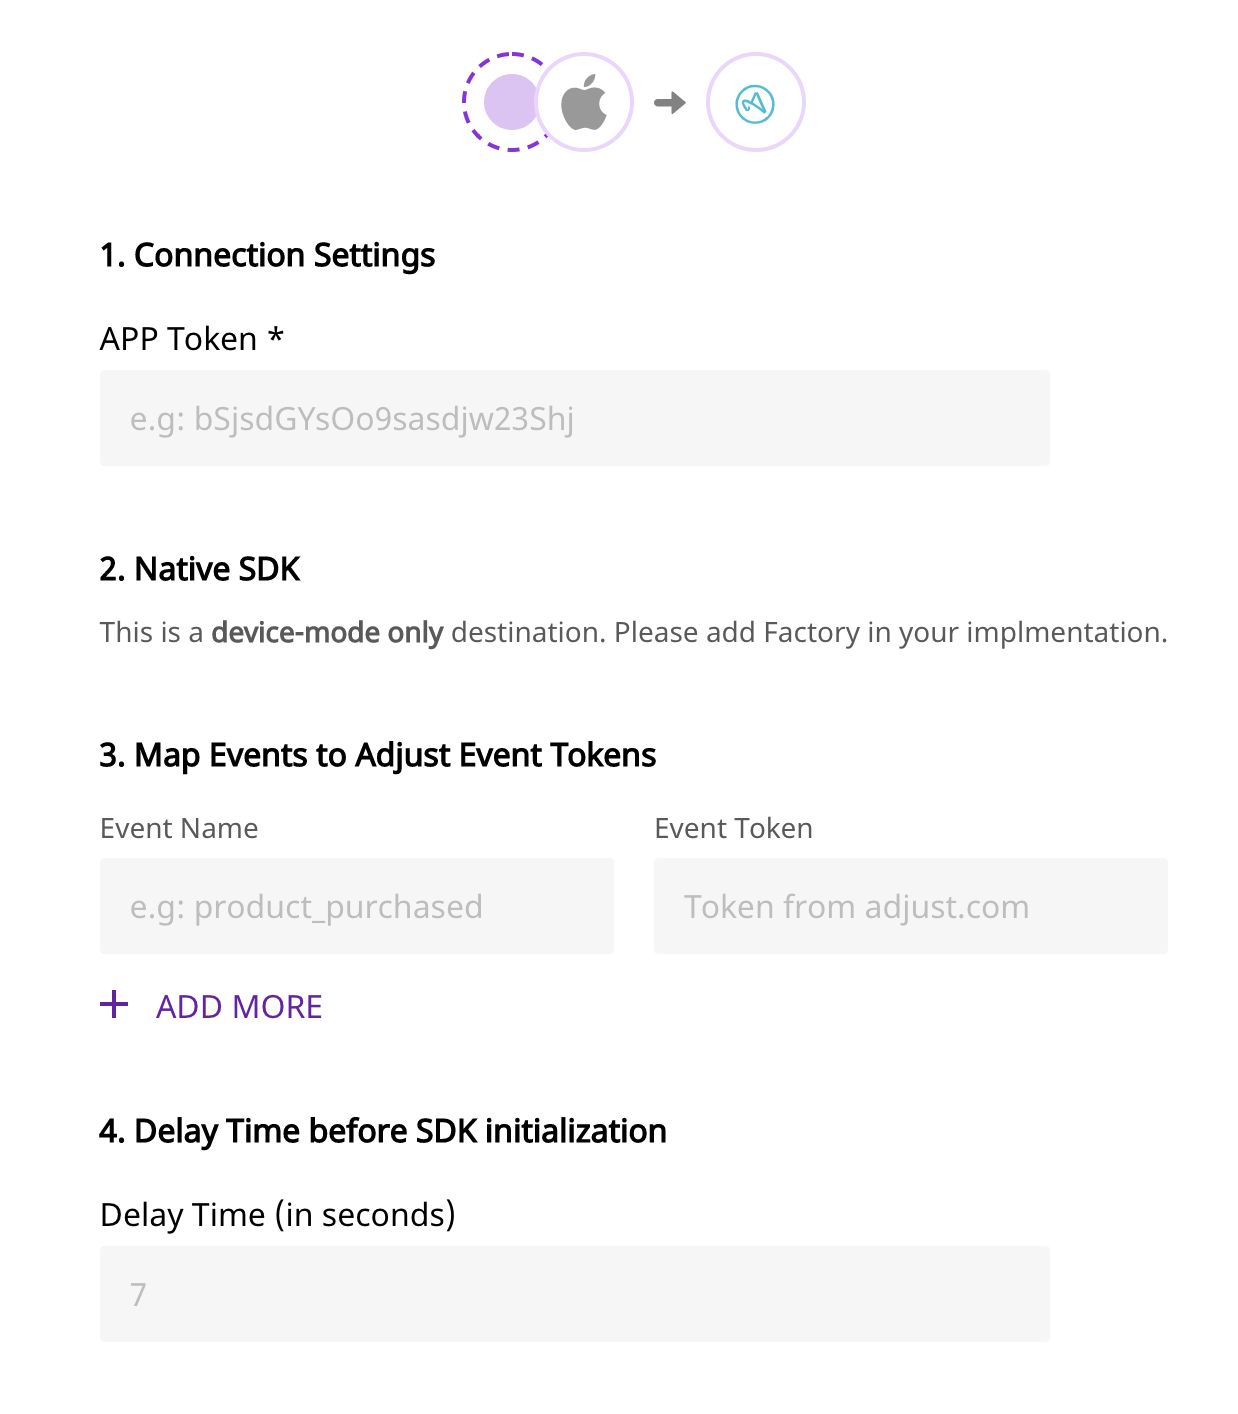 1. Connection Settings
APP Token *
e.g: bSjsdGYsOo9sasdjw23Shj
2. Native SDK
This is a device-mode only destination. Please add Factory in your implmentation.
3. Map Events to Adjust Event Tokens
Event Name Event Token
e.g: product_purchased Token from adjust.com
+ ADD MORE
4. Delay Time before SDK initialization
Delay Time (in seconds)
7